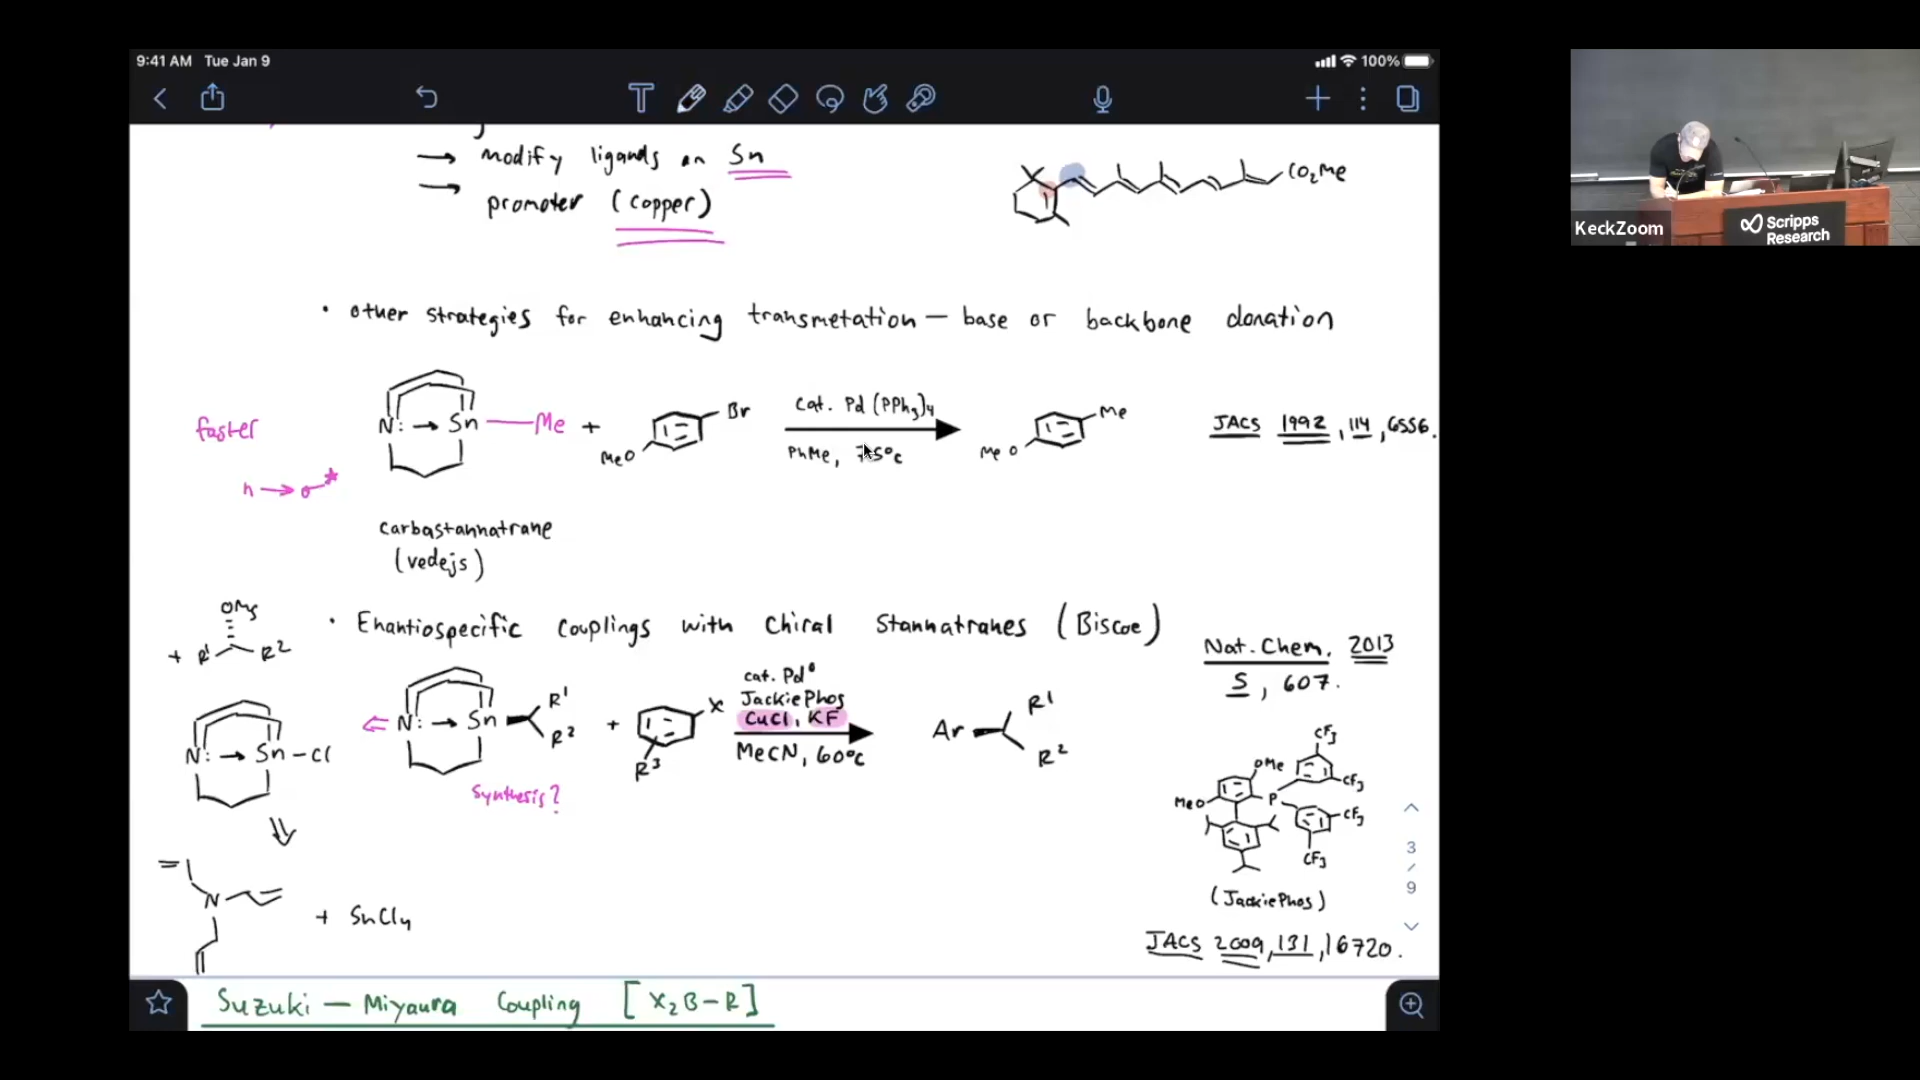 9:41 AM Tue Jan 9
100%
→ modify ligands on Sn
→ promoter (copper)
CO₂Me
• other strategies for enhancing transmetation — base or backbone donation
faster
n → σ*
N: → Sn — Me +
Br
MeO
cat. Pd (PPh₃)₄
PhMe, 75°C
Me
MeO
JACS 1992, 114, 6556.
carbastannatrane
(vedejs)
• Enantiospecific Couplings with Chiral Stannatranes (Biscoe)
OMs
+ R¹ R²
N: → Sn – Cl
N: → Sn R¹ R²
+
X
R³
cat. Pd⁰
JackiePhos
CuCl, KF
MeCN, 60°C
Ar R¹ R²
Synthesis?
Nat. Chem. 2013
5, 607.
CF₃
OMe
CF₃
MeO
P
CF₃
CF₃
(JackiePhos)
JACS 2009, 131, 16720.
N
+ SnCl₄
3
/
9
Suzuki — Miyaura Coupling [X₂B–R]
KeckZoom
Scripps
Research